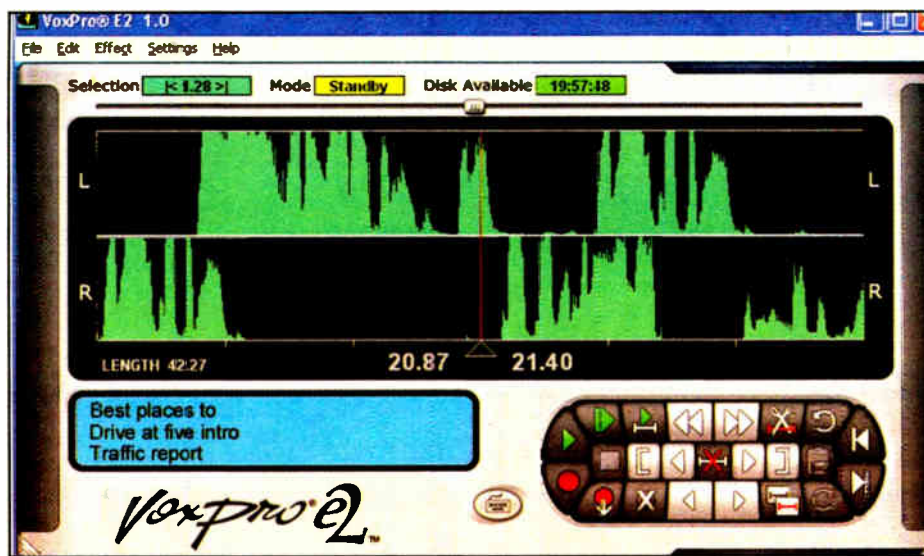 VoxPro® E2 1.0
File Edit Effect Settings Help
Selection |< 1.28 >| Mode Standby Disk Available 19:57:18
L L
R R
LENGTH 42:27 20.87 21.40
Best places to
Drive at five intro
Traffic report
VoxPro® e2™